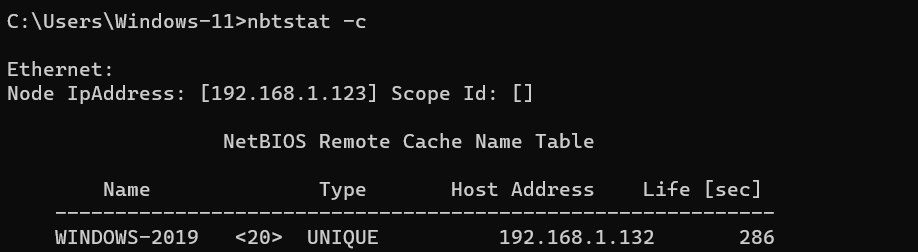 C:\Users\Windows-11>nbtstat -c
Ethernet:
Node IpAddress: [192.168.1.123] Scope Id: []
NetBIOS Remote Cache Name Table
Name Type Host Address Life [sec]
------------------------------------------------------------
WINDOWS-2019 <20> UNIQUE 192.168.1.132 286